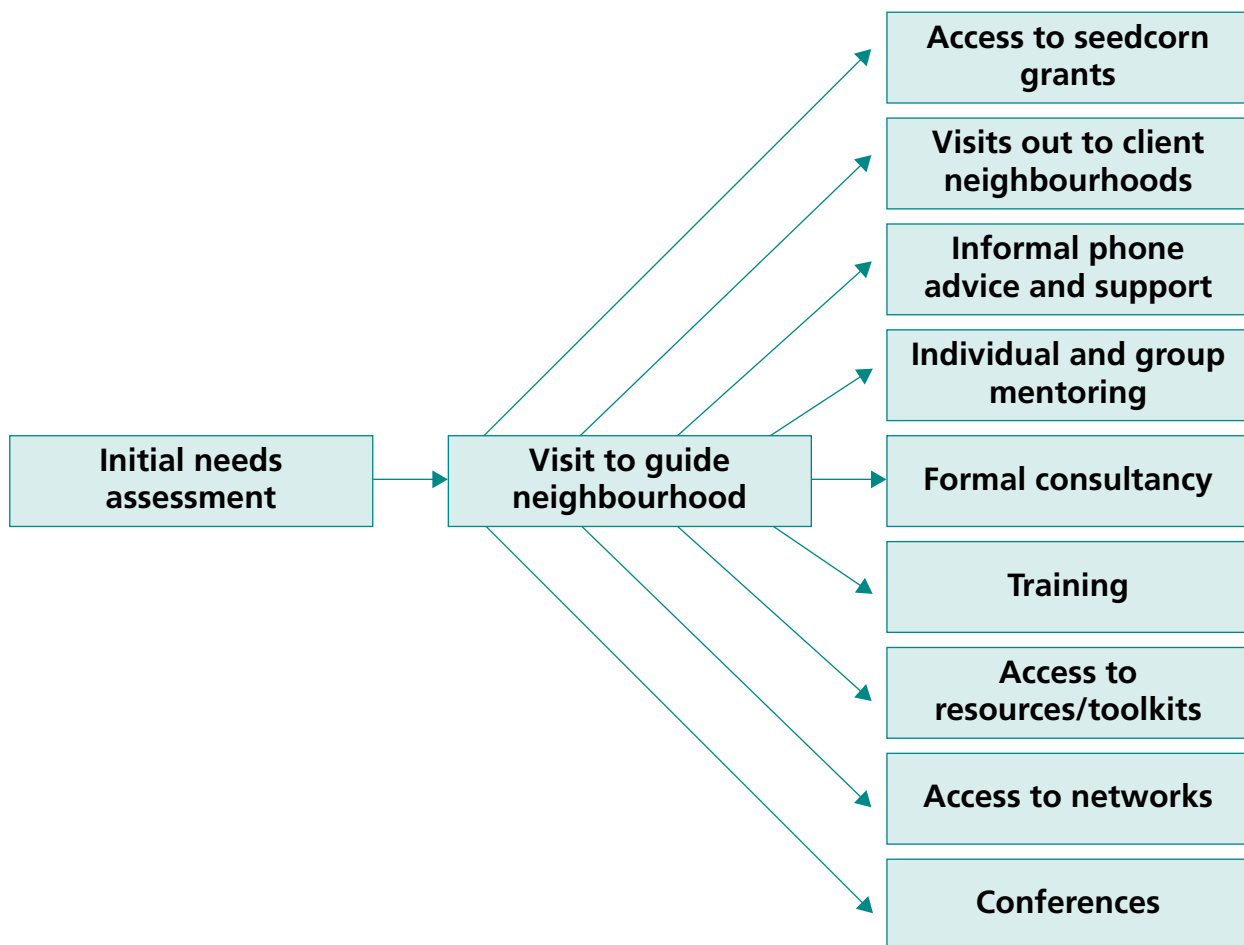 Initial needs
assessment
Visit to guide
neighbourhood
Access to seedcorn
grants
Visits out to client
neighbourhoods
Informal phone
advice and support
Individual and group
mentoring
Formal consultancy
Training
Access to
resources/toolkits
Access to networks
Conferences